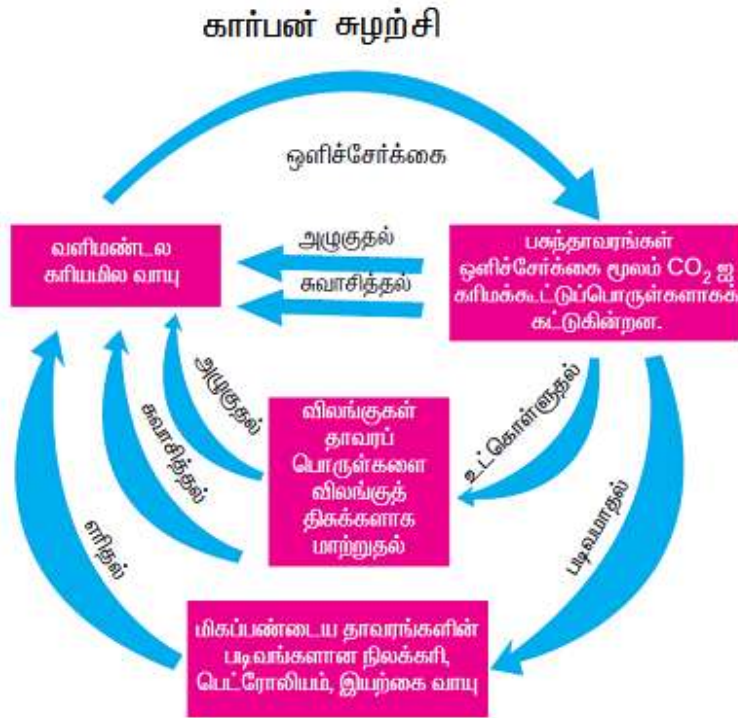 கார்பன் சுழற்சி
ஒளிச்சேர்க்கை
வளிமண்டல
கரியமில வாயு
அழுகுதல்
சுவாசித்தல்
பசுந்தாவரங்கள்
ஒளிச்சேர்க்கை மூலம் CO₂ ஐ
கரிமக்கூட்டுப்பொருள்களாகக்
கட்டுகின்றன.
அழுகுதல்
சுவாசித்தல்
எரிதல்
விலங்குகள்
தாவரப்
பொருள்களை
விலங்குத்
திசுக்களாக
மாற்றுதல்
உட்கொள்ளுதல்
படிவமாதல்
மிகப்பண்டைய தாவரங்களின்
படிவங்களான நிலக்கரி,
பெட்ரோலியம், இயற்கை வாயு